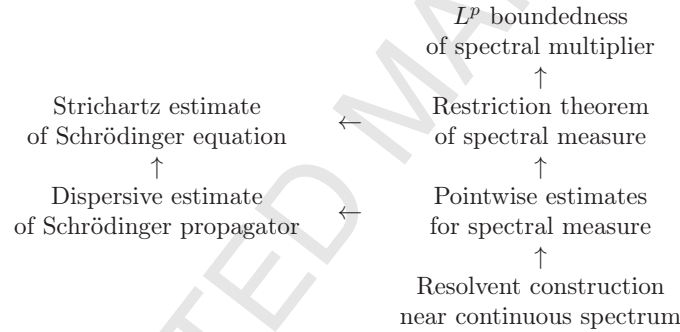 L^p boundedness
of spectral multiplier
↑
Strichartz estimate ← Restriction theorem
of Schrödinger equation of spectral measure
↑ ↑
Dispersive estimate ← Pointwise estimates
of Schrödinger propagator for spectral measure
↑
Resolvent construction
near continuous spectrum